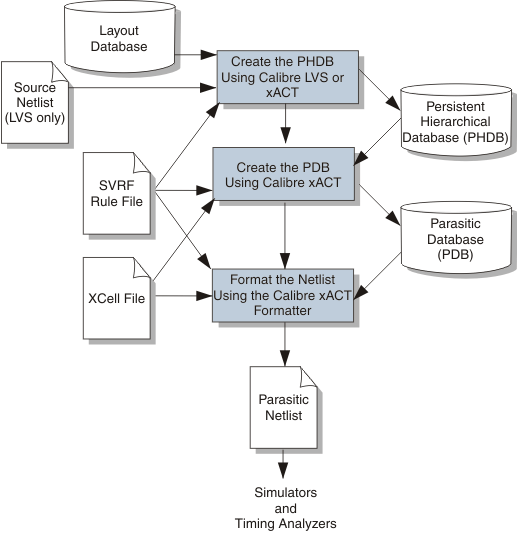 Layout
Database
Create the PHDB
Using Calibre LVS or
xACT
Source
Netlist
(LVS only)
Persistent
Hierarchical
Database (PHDB)
Create the PDB
Using Calibre xACT
SVRF
Rule File
Parasitic
Database
(PDB)
XCell File
Format the Netlist
Using the Calibre xACT
Formatter
Parasitic
Netlist
Simulators
and
Timing Analyzers